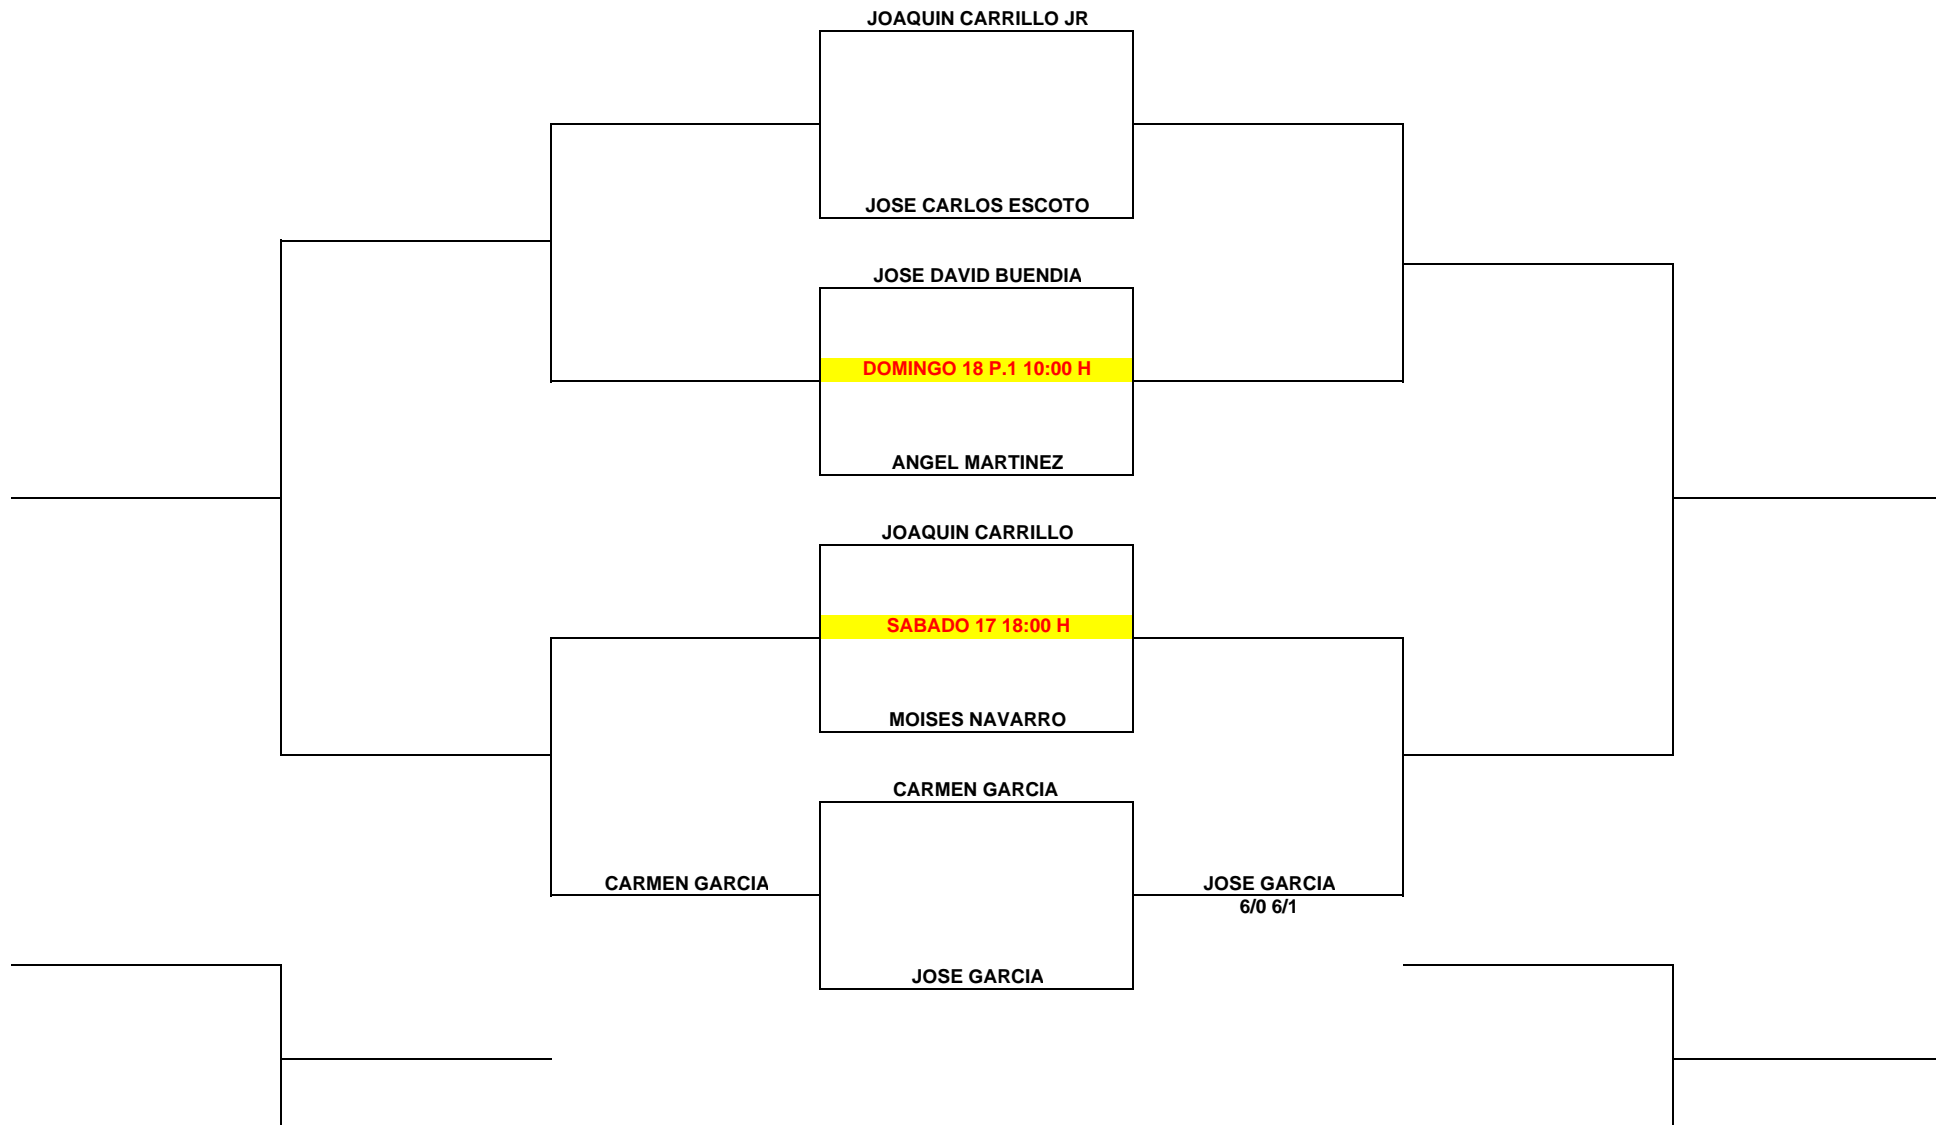 JOAQUIN CARRILLO JR
JOSE CARLOS ESCOTO
JOSE DAVID BUENDIA
DOMINGO 18 P.1 10:00 H
ANGEL MARTINEZ
JOAQUIN CARRILLO
SABADO 17 18:00 H
MOISES NAVARRO
CARMEN GARCIA
CARMEN GARCIA
JOSE GARCIA
6/0 6/1
JOSE GARCIA